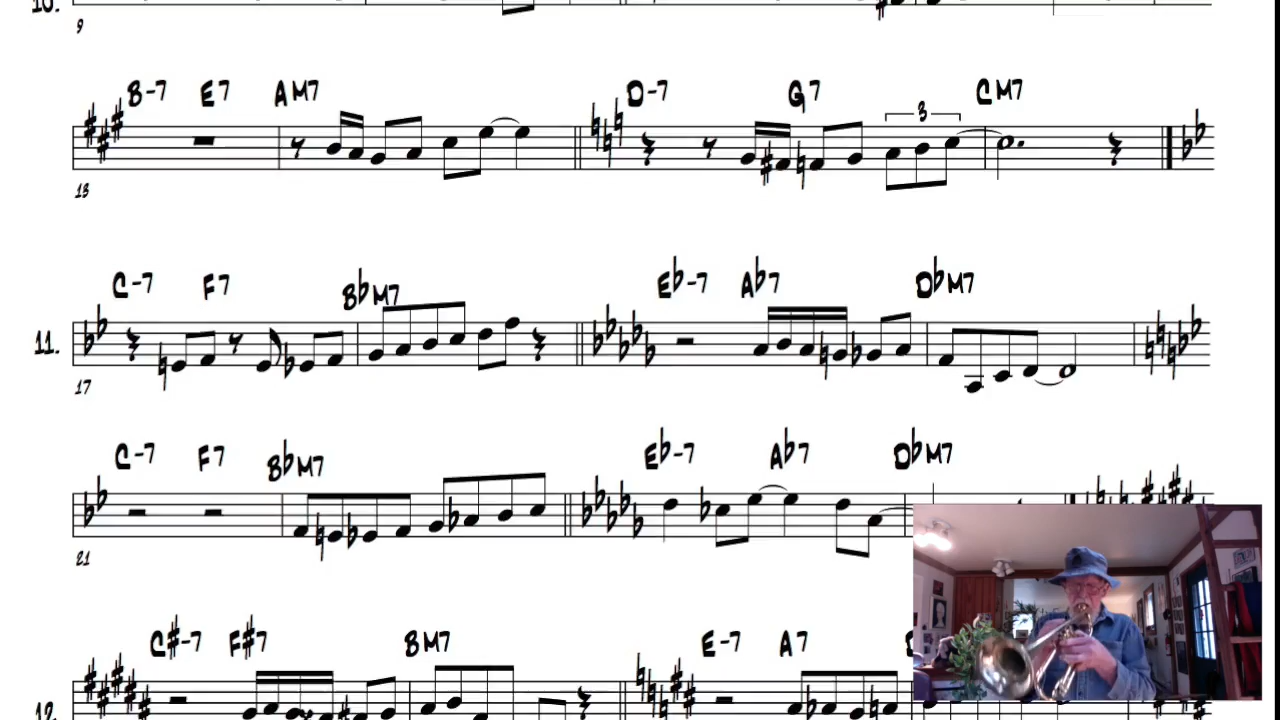 10.
9
B-7 E7 AM7 D-7 G7 CM7
3
13
C-7 F7 BbM7 Eb-7 Ab7 DbM7
11.
17
C-7 F7 BbM7 Eb-7 Ab7 DbM7
21
C#-7 F#7 BM7 E-7 A7
12.